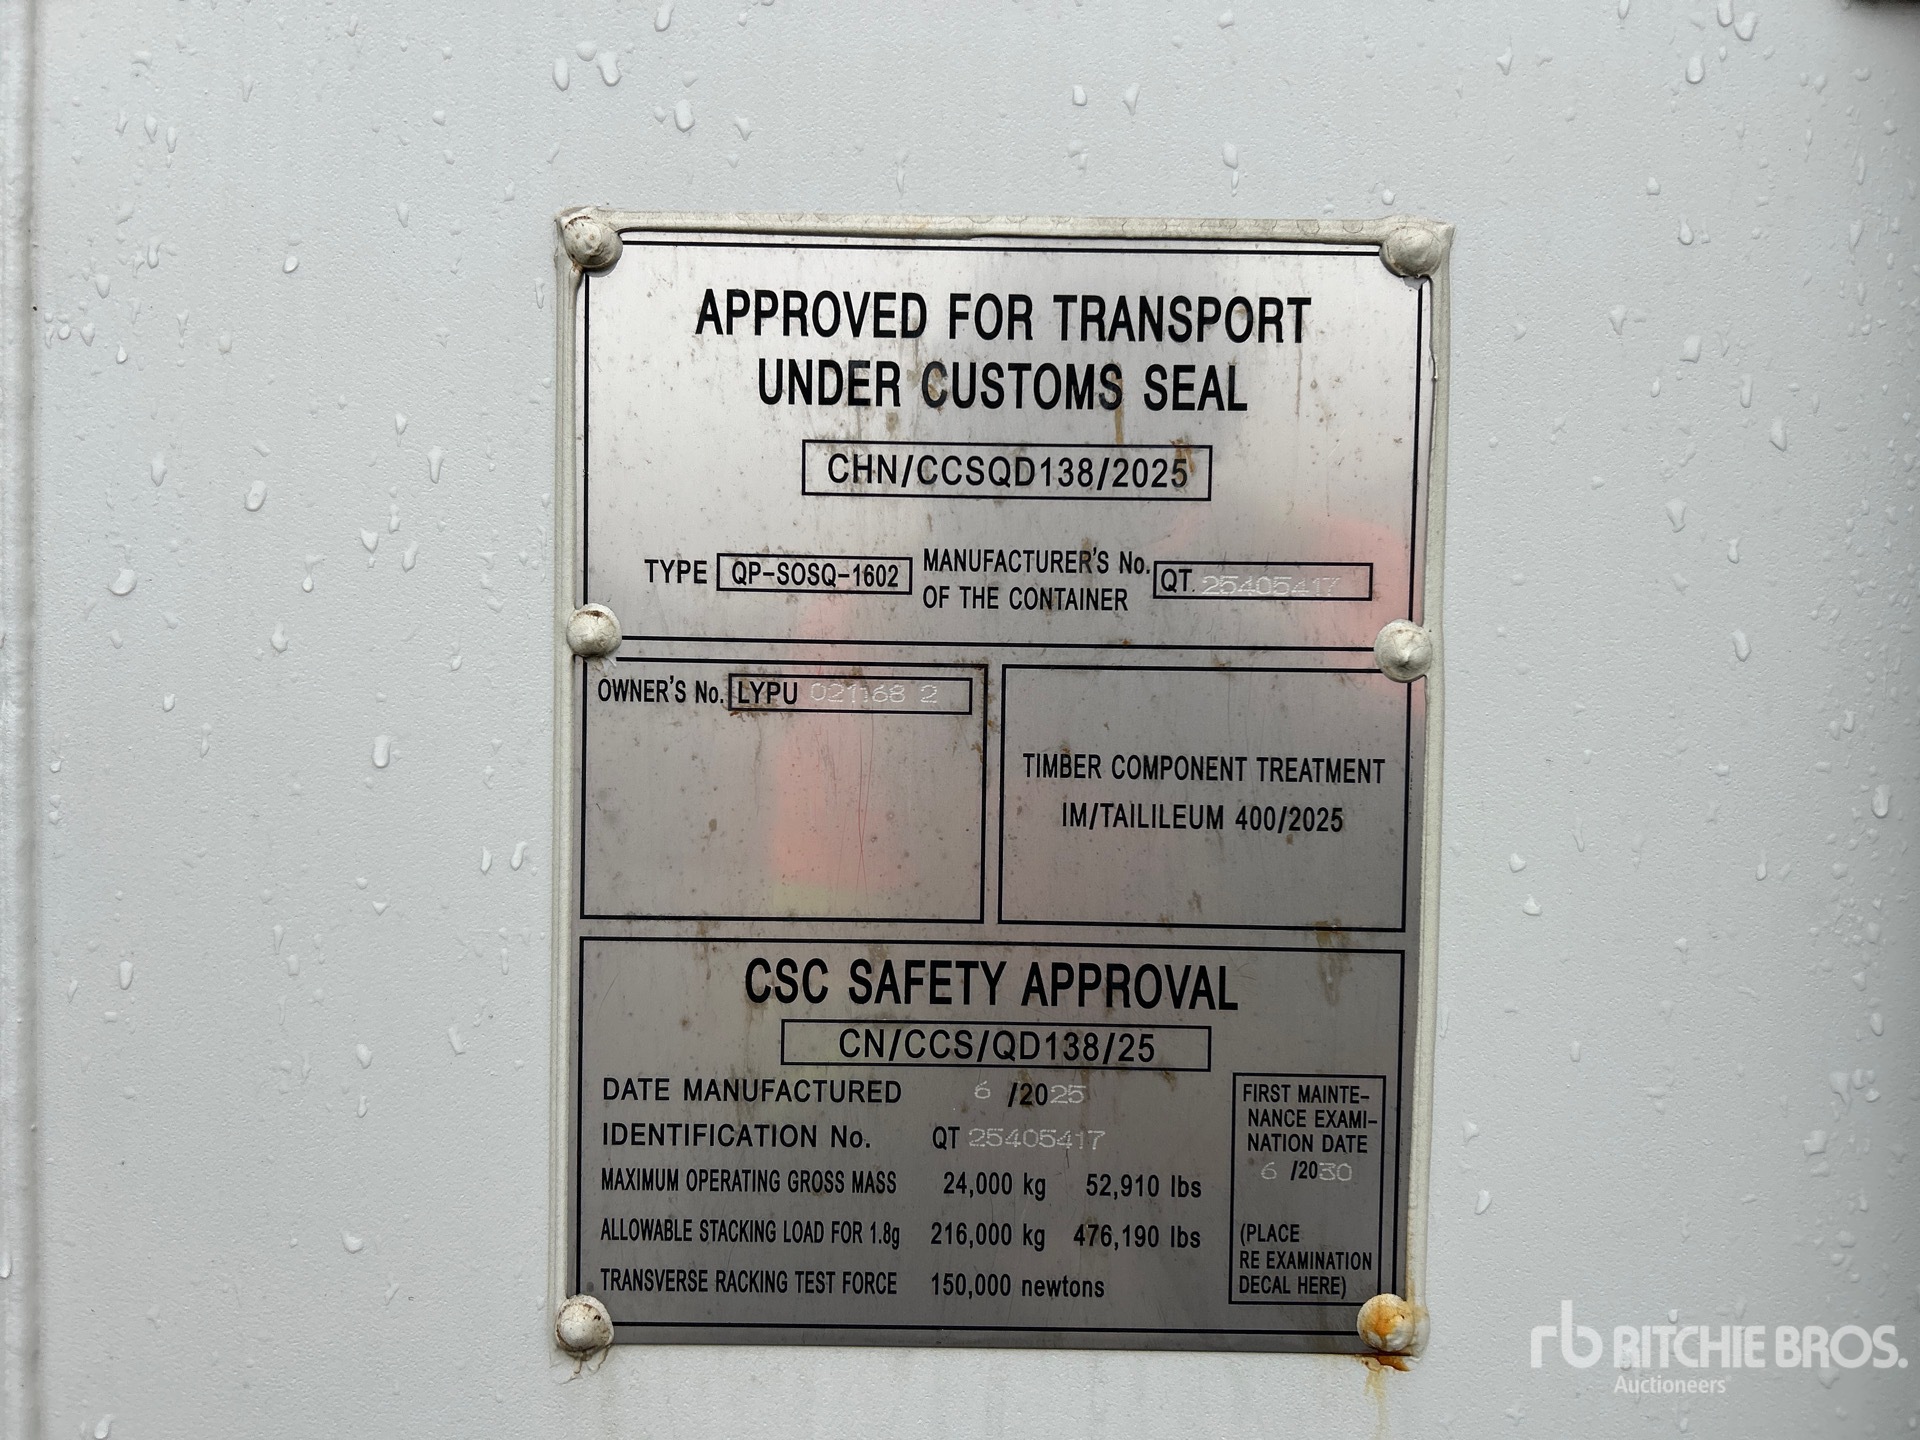 APPROVED FOR TRANSPORT
UNDER CUSTOMS SEAL
CHN/CCSQD138/2025
TYPE QP-SOSQ-1602 MANUFACTURER'S No. OF THE CONTAINER QT. 25405417
OWNER'S No. LYPU 021168 2
TIMBER COMPONENT TREATMENT
IM/TAILILEUM 400/2025
CSC SAFETY APPROVAL
CN/CCS/QD138/25
DATE MANUFACTURED 6 /2025
IDENTIFICATION No. QT 25405417
MAXIMUM OPERATING GROSS MASS 24,000 kg 52,910 lbs
ALLOWABLE STACKING LOAD FOR 1.8g 216,000 kg 476,190 lbs
TRANSVERSE RACKING TEST FORCE 150,000 newtons
FIRST MAINTE-
NANCE EXAMI-
NATION DATE
6 /2030
(PLACE
RE EXAMINATION
DECAL HERE)
rb RITCHIE BROS.
Auctioneers